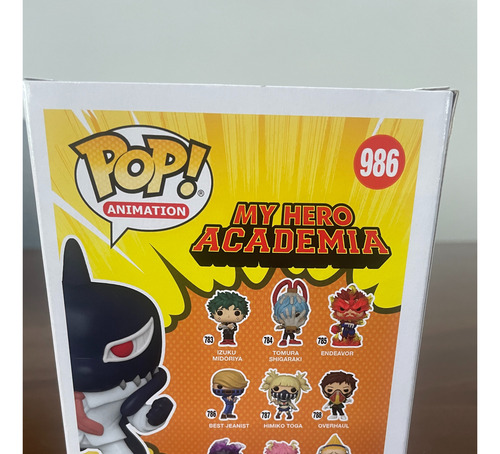 POP!
®
ANIMATION
986
MY HERO
ACADEMIA
783
IZUKU
MIDORIYA
784
TOMURA
SHIGARAKI
785
ENDEAVOR
786
BEST JEANIST
787
HIMIKO TOGA
788
OVERHAUL